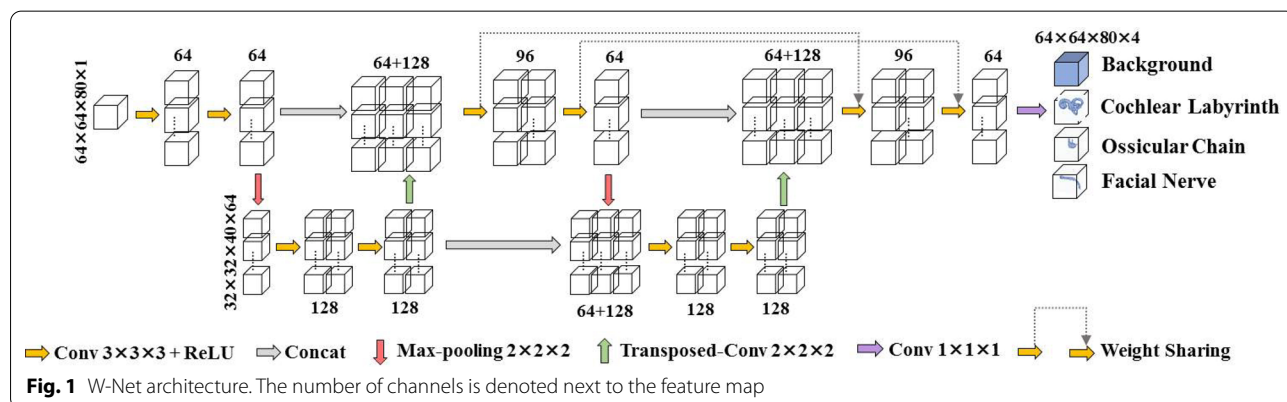 64×64×80×1
64
64
64+128
96
64
64+128
96
64
64×64×80×4
Background
Cochlear Labyrinth
Ossicular Chain
Facial Nerve
32×32×40×64
128
128
64+128
128
128
Conv 3×3×3 + ReLU
Concat
Max-pooling 2×2×2
Transposed-Conv 2×2×2
Conv 1×1×1
Weight Sharing
Fig. 1 W-Net architecture. The number of channels is denoted next to the feature map